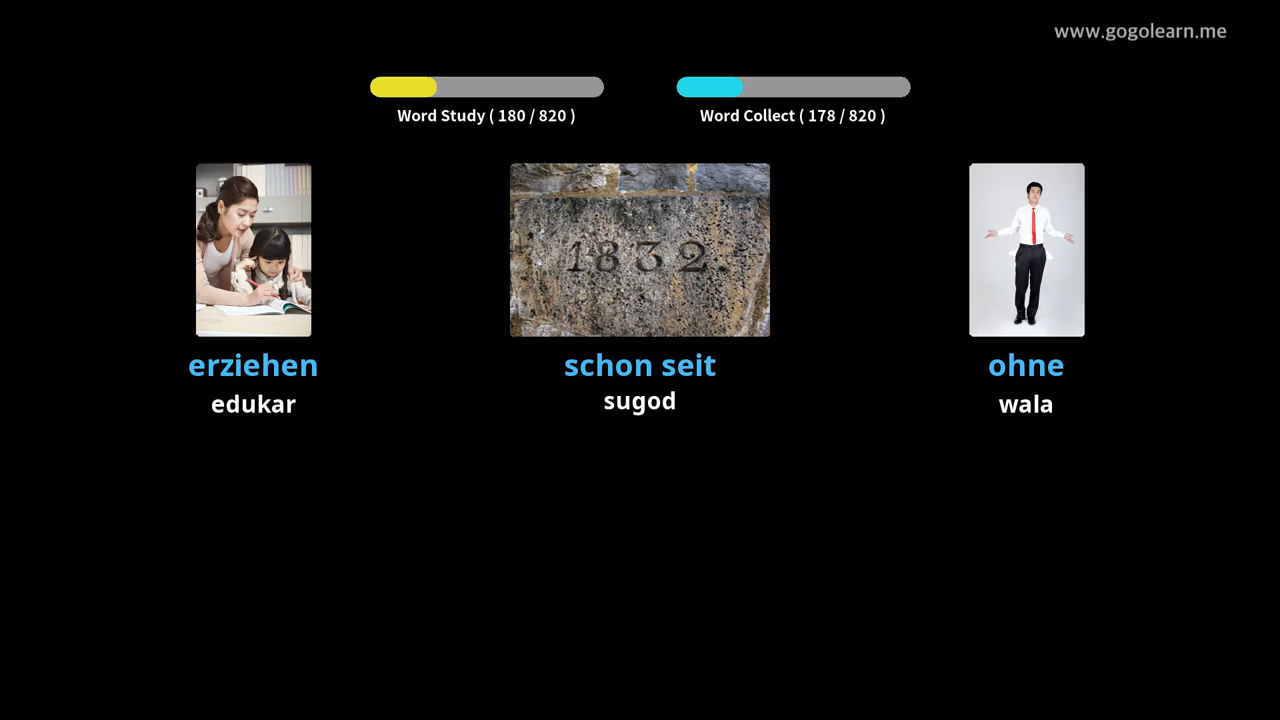 www.gogolearn.me
Word Study ( 180 / 820 )
Word Collect ( 178 / 820 )
1832.
erziehen
edukar
schon seit
sugod
ohne
wala